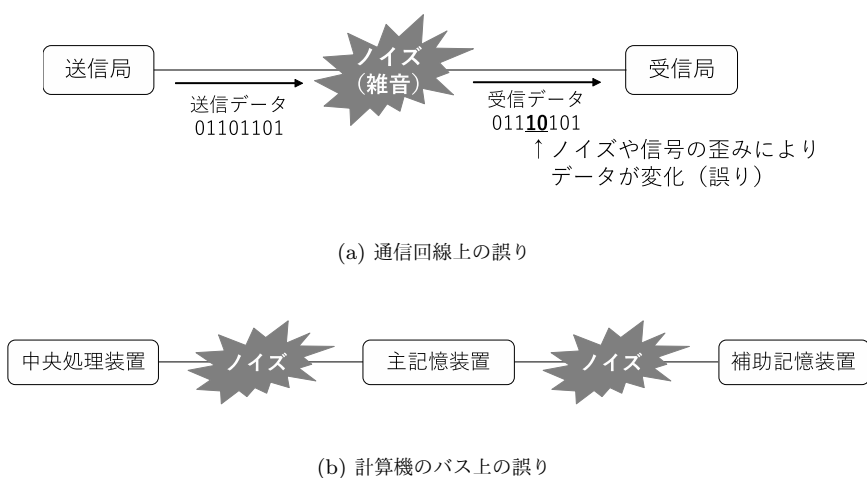 送信局
ノイズ
（雑音）
受信局
送信データ
01101101
受信データ
01110101
↑ノイズや信号の歪みにより
データが変化（誤り）
(a) 通信回線上の誤り
中央処理装置
ノイズ
主記憶装置
ノイズ
補助記憶装置
(b) 計算機のバス上の誤り